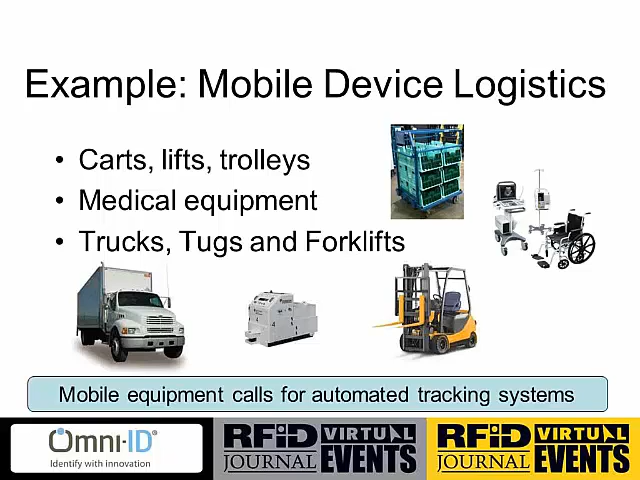 Example: Mobile Device Logistics
• Carts, lifts, trolleys
• Medical equipment
• Trucks, Tugs and Forklifts
Mobile equipment calls for automated tracking systems
Omni-ID®
Identify with innovation
RFiD JOURNAL
VIRTUAL EVENTS
RFiD JOURNAL
VIRTUAL EVENTS